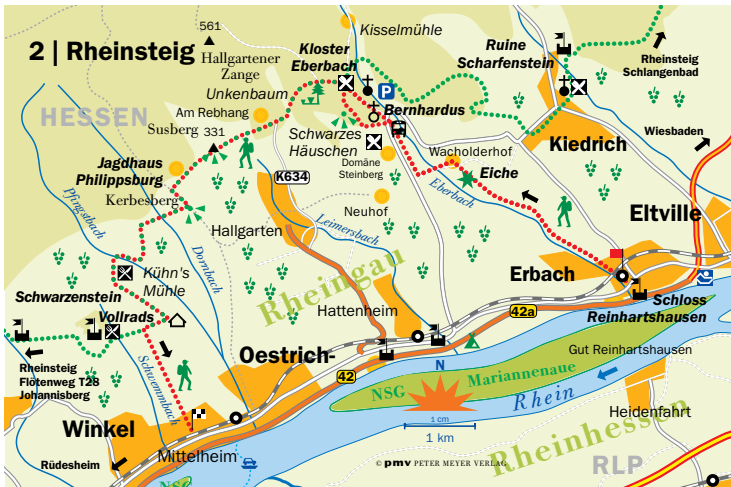 2 | Rheinsteig
561
Hallgartener
Zange
Kisselmühle
Kloster
Eberbach
Ruine
Scharfenstein
Rheinsteig
Schlangenbad
Unkenbaum
P
HESSEN
Am Rebhang
Susberg 331
Bernhardus
Schwarzes
Häuschen
Kiedrich
Wiesbaden
Jagdhaus
Philippsburg
Kerbesberg
K634
Domäne
Steinberg
Wacholderhof
Eiche
Eberbach
Pfingstbach
Neuhof
Eltville
Hallgarten
Leimersbach
Dornbach
Rheingau
Erbach
Kühn's
Mühle
Schwarzenstein
Vollrads
Hattenheim
42a
Schloss
Reinhartshausen
Oestrich-
Gut Reinhartshausen
Rheinsteig
Flötenweg T28
Johannisberg
Schwemmbach
42
N
NSG Mariannenaue
Rhein
Heidenfahrt
1 cm
1 km
Winkel
Mittelheim
Rheinhessen
Rüdesheim
© pmv PETER METER VERLAG
RLP
NSG